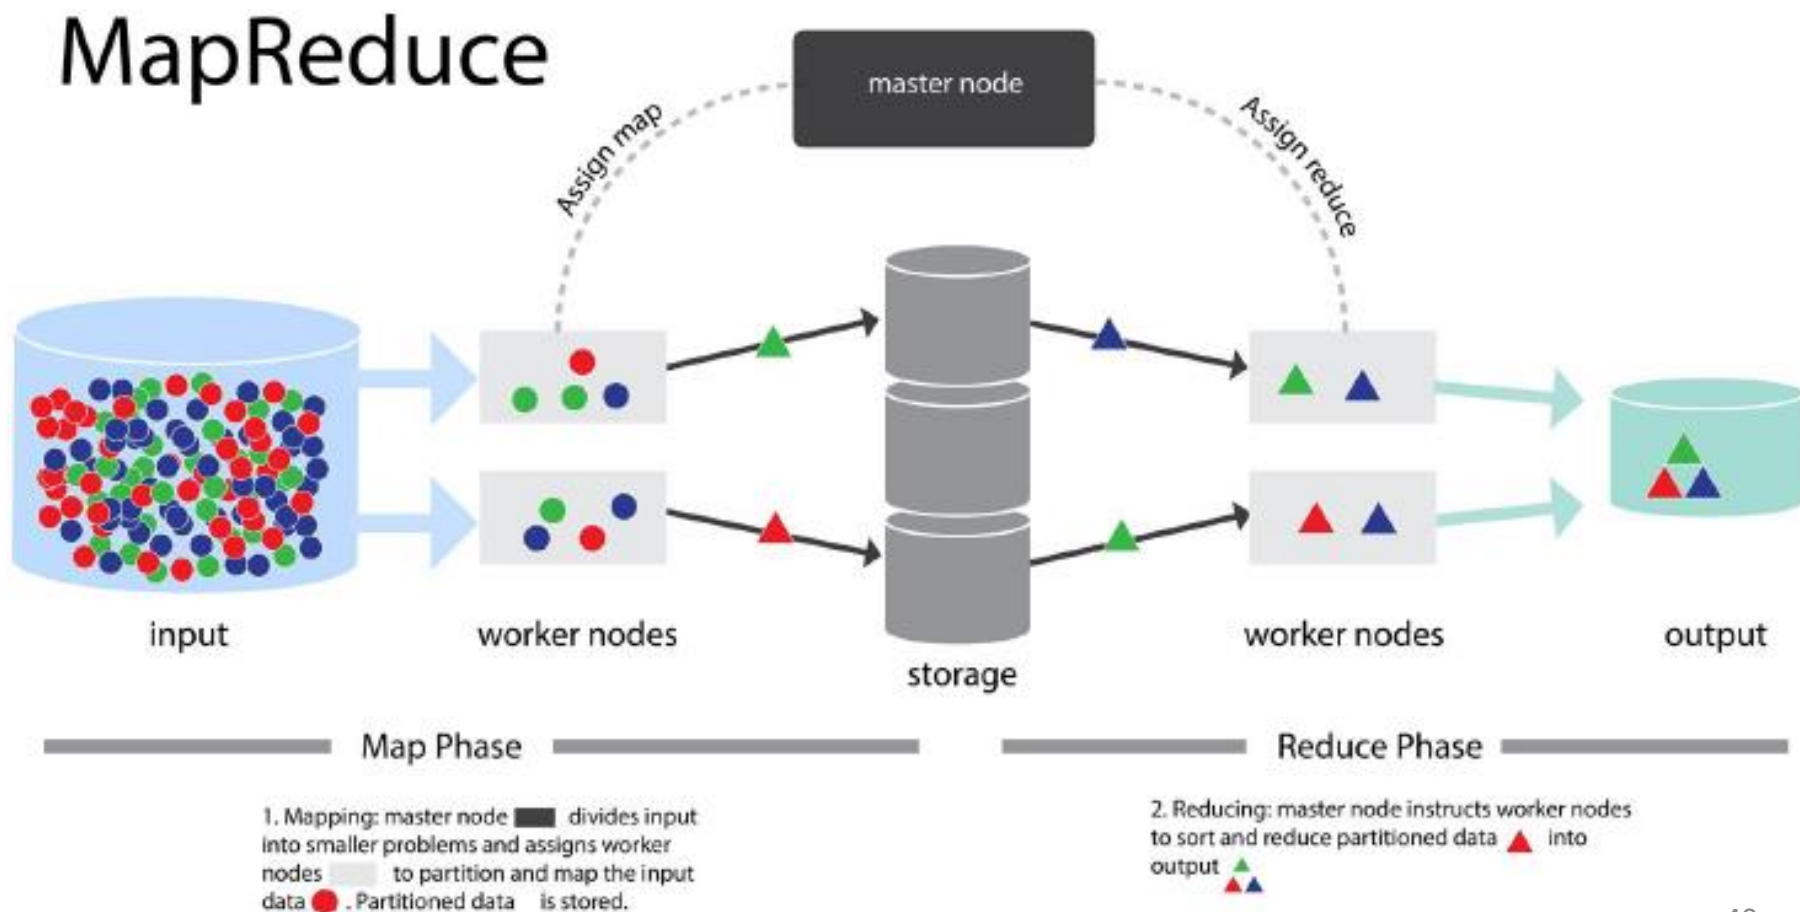 MapReduce
master node
Assign map
Assign reduce
input
worker nodes
storage
worker nodes
output
Map Phase
Reduce Phase
1. Mapping: master node divides input
into smaller problems and assigns worker
nodes to partition and map the input
data . Partitioned data is stored.
2. Reducing: master node instructs worker nodes
to sort and reduce partitioned data into
output